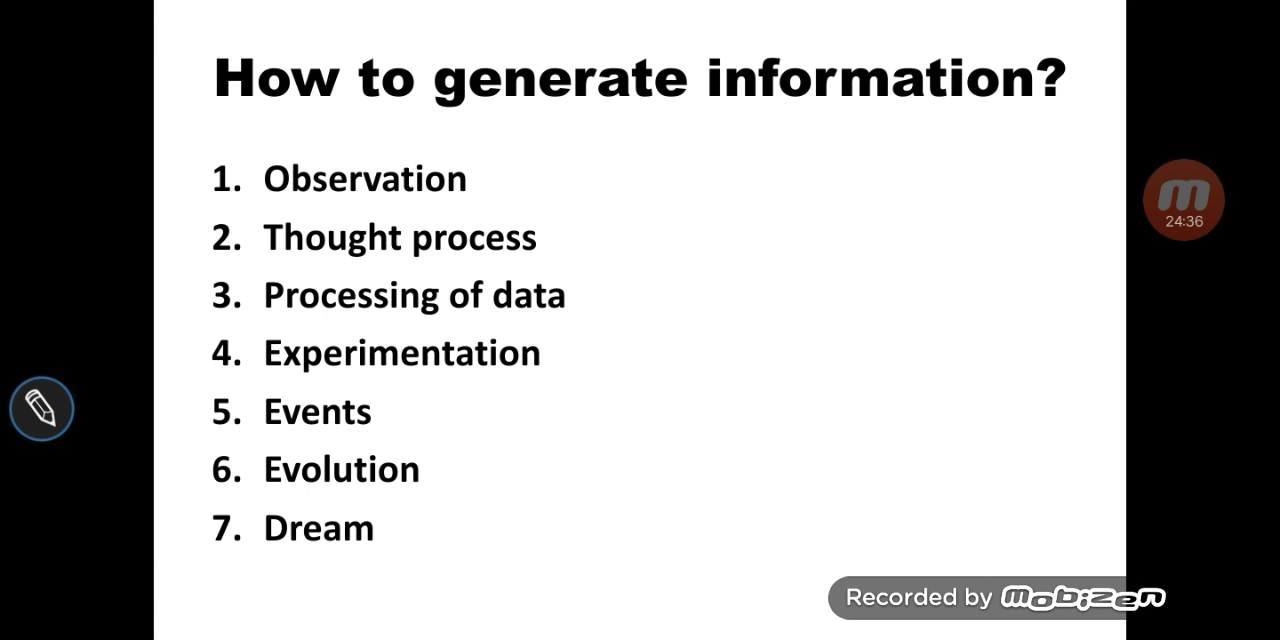 How to generate information?
1. Observation
2. Thought process
3. Processing of data
4. Experimentation
5. Events
6. Evolution
7. Dream
24:36
Recorded by mobizen